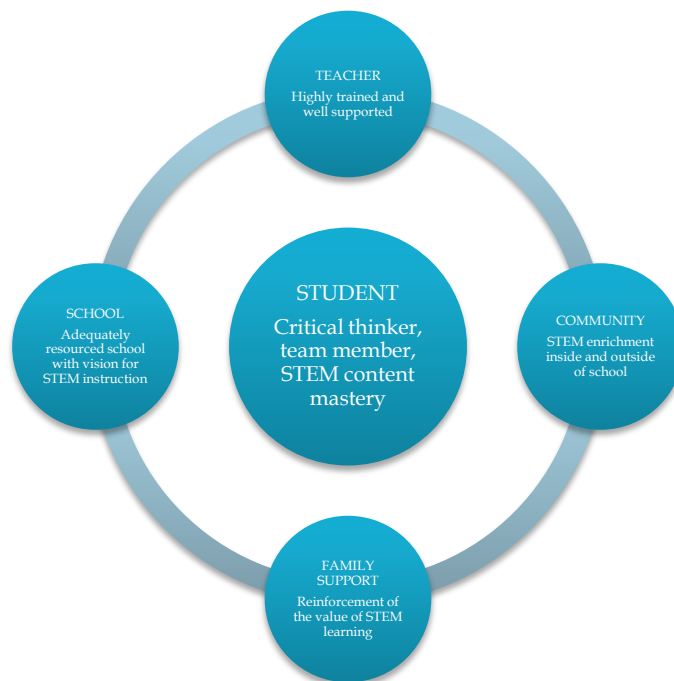 TEACHER
Highly trained and
well supported
STUDENT
Critical thinker,
team member,
STEM content
mastery
SCHOOL
Adequately
resourced school
with vision for
STEM instruction
COMMUNITY
STEM enrichment
inside and outside
of school
FAMILY
SUPPORT
Reinforcement of
the value of STEM
learning